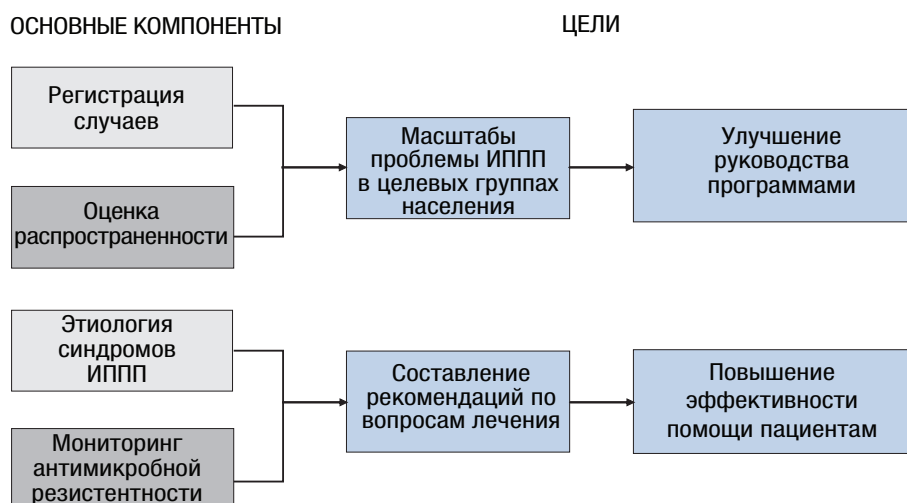 ОСНОВНЫЕ КОМПОНЕНТЫ
ЦЕЛИ
Регистрация
случаев
Оценка
распространенности
Масштабы
проблемы ИППП
в целевых группах
населения
Улучшение
руководства
программами
Этиология
синдромов
ИППП
Мониторинг
антимикробной
резистентности
Составление
рекомендаций по
вопросам лечения
Повышение
эффективности
помощи пациентам